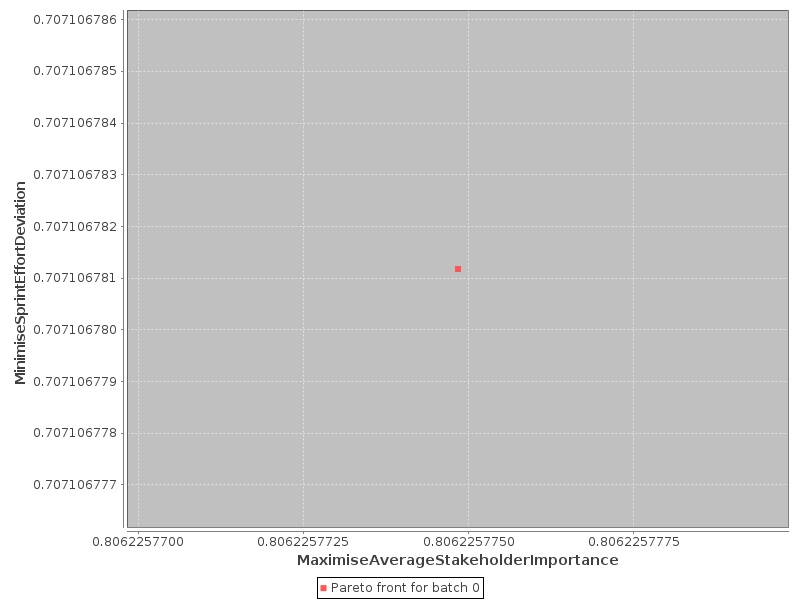 0.707106786
0.707106785
0.707106784
0.707106783
0.707106782
0.707106781
0.707106780
0.707106779
0.707106778
0.707106777
MinimiseSprintEffortDeviation
0.8062257700 0.8062257725 0.8062257750 0.8062257775
MaximiseAverageStakeholderImportance
Pareto front for batch 0